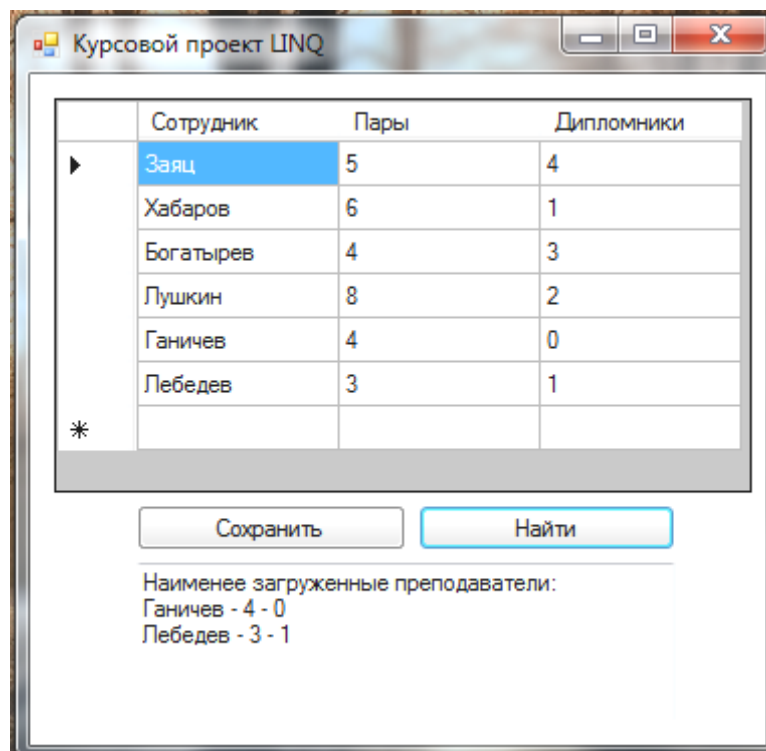 Курсовой проект LINQ
Сотрудник Пары Дипломники
Заяц 5 4
Хабаров 6 1
Богатырев 4 3
Лушкин 8 2
Ганичев 4 0
Лебедев 3 1
Сохранить Найти
Наименее загруженные преподаватели:
Ганичев - 4 - 0
Лебедев - 3 - 1